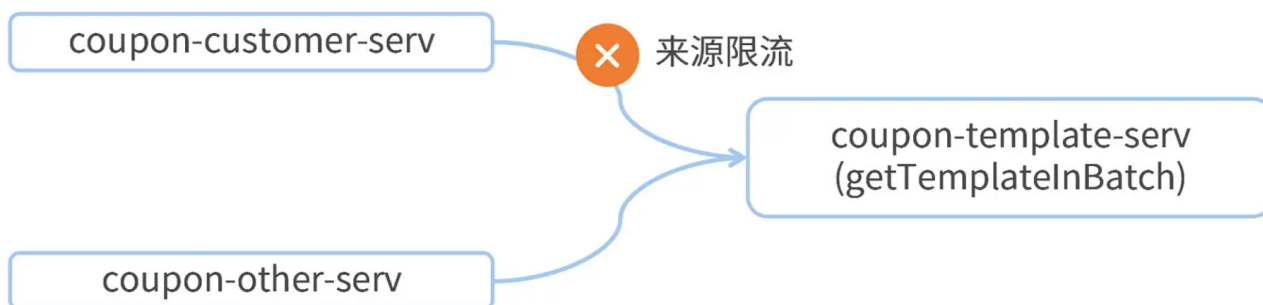 coupon-customer-serv
来源限流
coupon-template-serv
(getTemplateInBatch)
coupon-other-serv